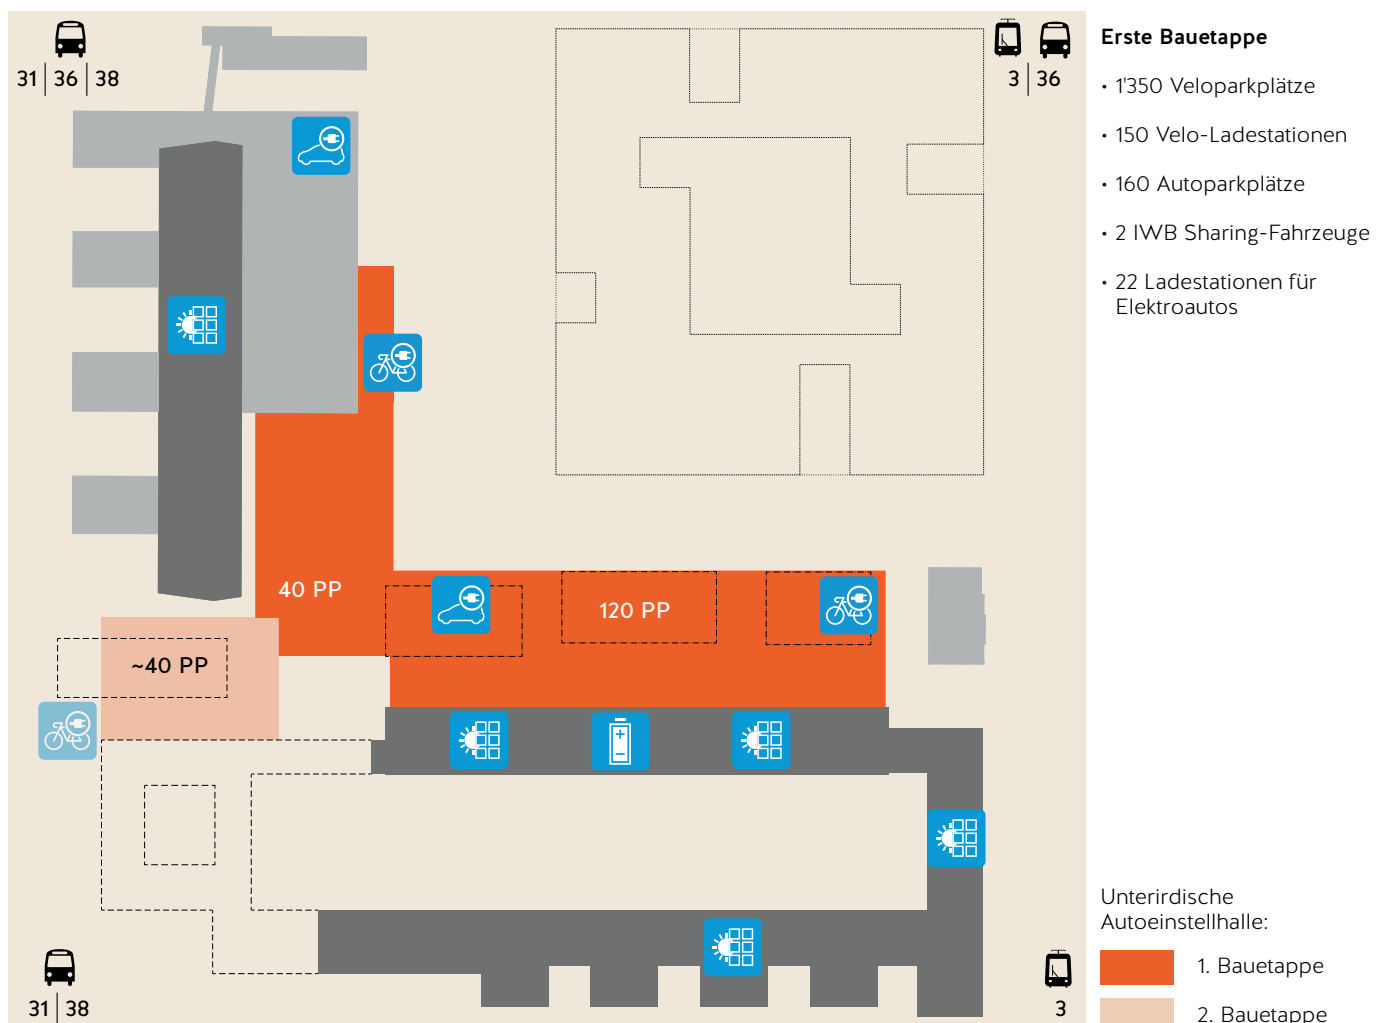 31 | 36 | 38
3 | 36
Erste Bauetappe
• 1'350 Veloparkplätze
• 150 Velo-Ladestationen
• 160 Autoparkplätze
• 2 IWB Sharing-Fahrzeuge
• 22 Ladestationen für
Elektroautos
40 PP
120 PP
~40 PP
Unterirdische
Autoeinstellhalle:
1. Bauetappe
2. Bauetappe
31 | 38
3